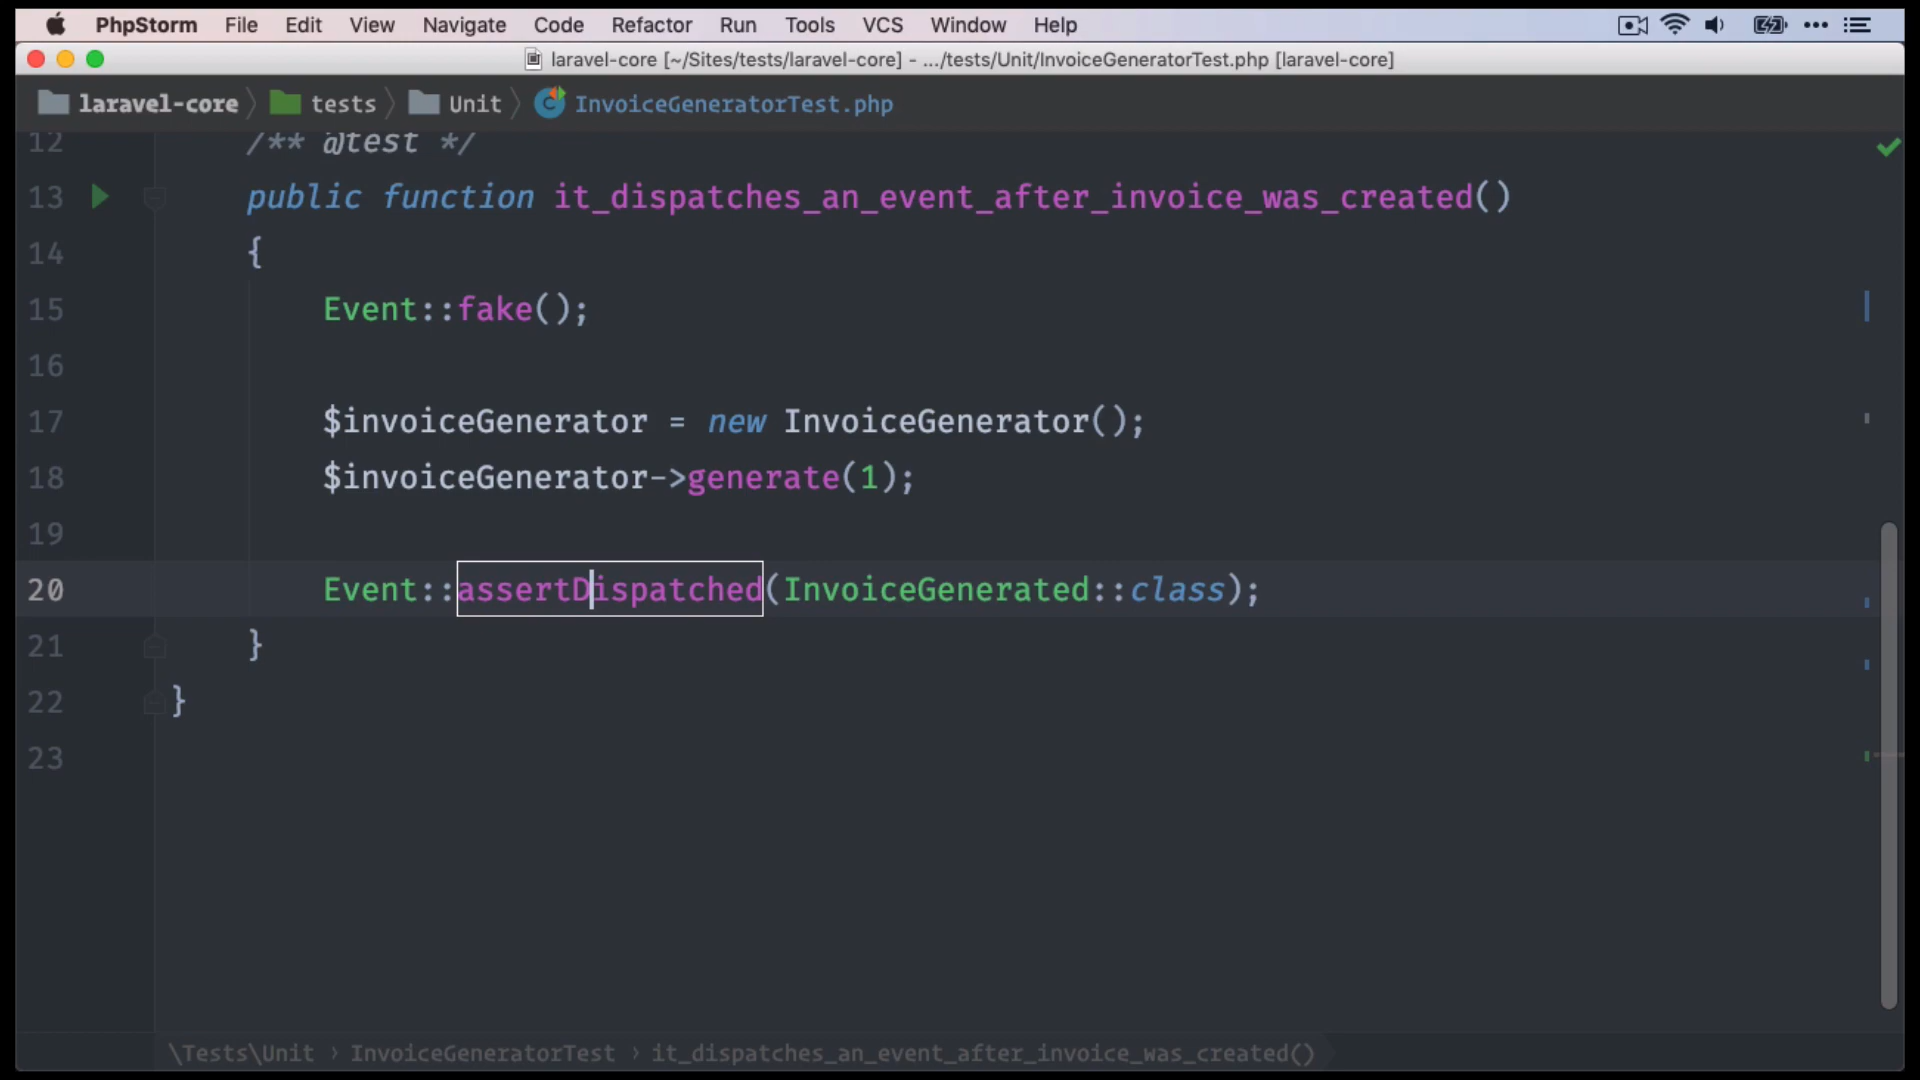 PhpStorm File Edit View Navigate Code Refactor Run Tools VCS Window Help
laravel-core [~/Sites/tests/laravel-core] - .../tests/Unit/InvoiceGeneratorTest.php [laravel-core]
laravel-core tests Unit InvoiceGeneratorTest.php
12 /** @test */
13 public function it_dispatches_an_event_after_invoice_was_created()
14 {
15 Event::fake();
16
17 $invoiceGenerator = new InvoiceGenerator();
18 $invoiceGenerator->generate(1);
19
20 Event::assertDispatched(InvoiceGenerated::class);
21 }
22 }
23
\Tests\Unit › InvoiceGeneratorTest › it_dispatches_an_event_after_invoice_was_created()